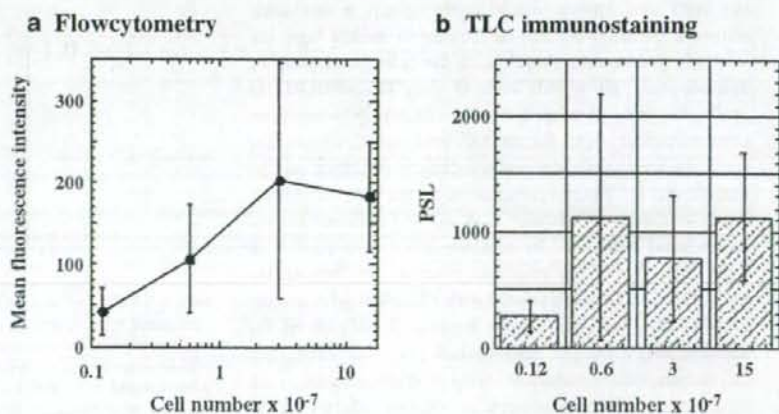 a Flowcytometry
Mean fluorescence intensity
300
200
100
0
0.1
1
10
Cell number x 10-7
b TLC immunostaining
PSL
2000
1000
0
0.12
0.6
3
15
Cell number x 10-7